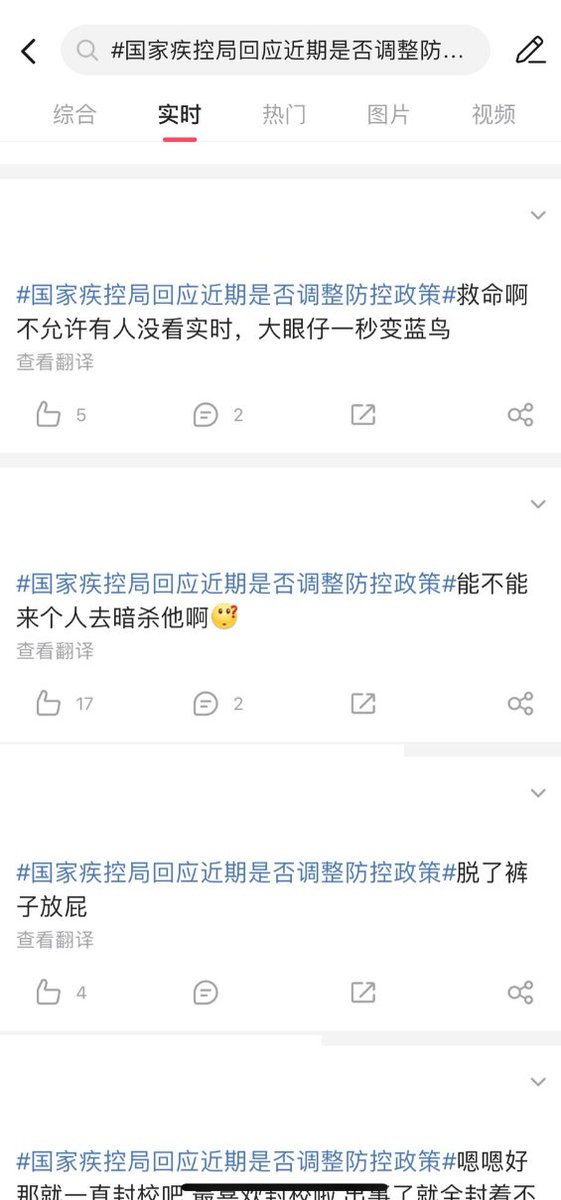 #国家疾控局回应近期是否调整防...
综合
实时
热门
图片
视频
#国家疾控局回应近期是否调整防控政策#救命啊
不允许有人没看实时，大眼仔一秒变蓝鸟
查看翻译
5
2
#国家疾控局回应近期是否调整防控政策#能不能
来个人去暗杀他啊
查看翻译
17
2
#国家疾控局回应近期是否调整防控政策#脱了裤
子放屁
查看翻译
4
#国家疾控局回应近期是否调整防控政策#嗯嗯好
那就一直封校吧